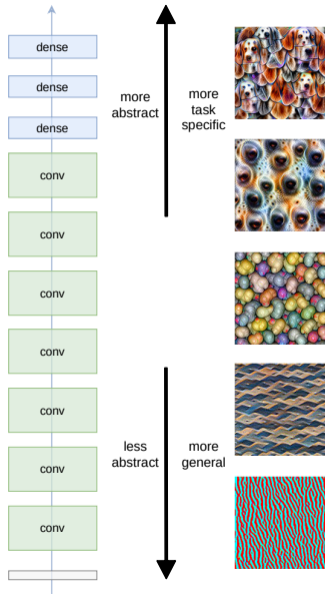 dense
dense
dense
conv
conv
conv
conv
conv
conv
conv
more
abstract
more
task
specific
less
abstract
more
general